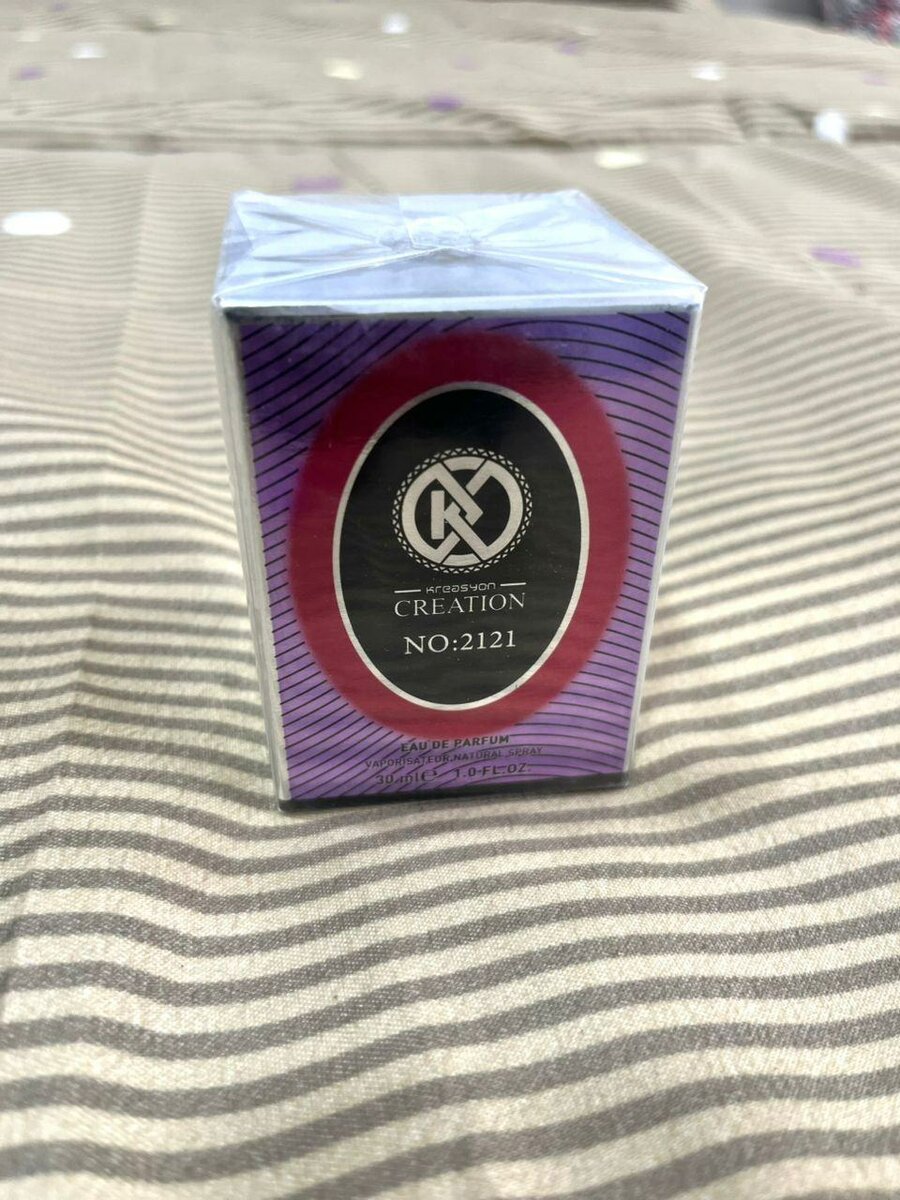 K
Kreasyon
CREATION
NO:2121
EAU DE PARFUM
VAPORISATEUR.NATURAL SPRAY
30 ml℮ 1.0 FL.OZ.